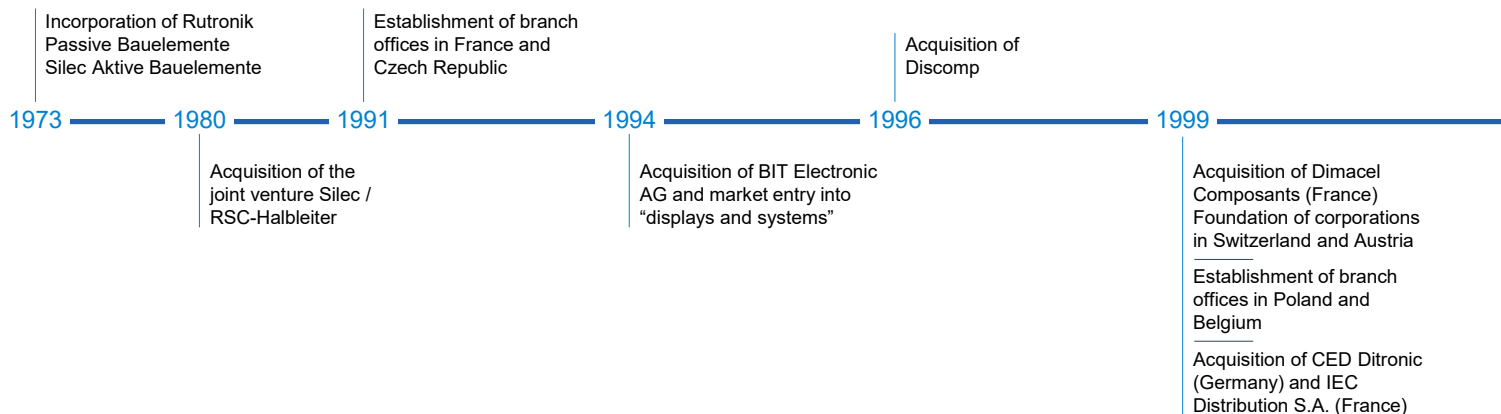 Incorporation of Rutronik
Passive Bauelemente
Silec Aktive Bauelemente
Establishment of branch
offices in France and
Czech Republic
Acquisition of
Discomp
1973
1980
1991
1994
1996
1999
Acquisition of the
joint venture Silec /
RSC-Halbleiter
Acquisition of BIT Electronic
AG and market entry into
“displays and systems”
Acquisition of Dimacel
Composants (France)
Foundation of corporations
in Switzerland and Austria
Establishment of branch
offices in Poland and
Belgium
Acquisition of CED Ditronic
(Germany) and IEC
Distribution S.A. (France)